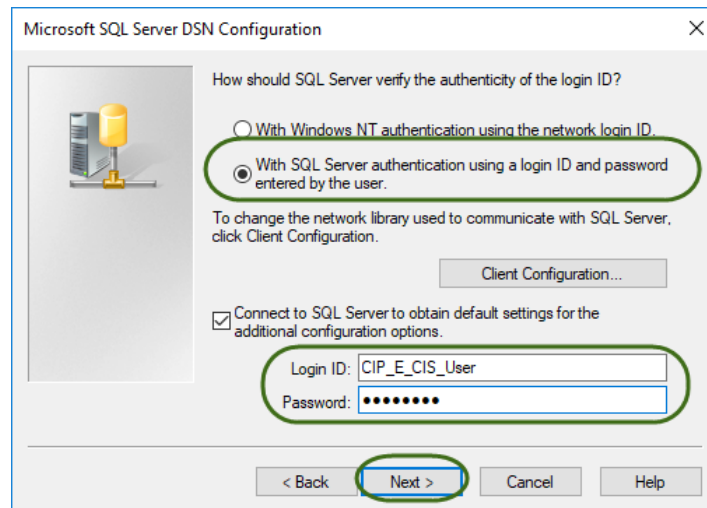 Microsoft SQL Server DSN Configuration
How should SQL Server verify the authenticity of the login ID?
With Windows NT authentication using the network login ID.
With SQL Server authentication using a login ID and password
entered by the user.
To change the network library used to communicate with SQL Server,
click Client Configuration.
Client Configuration...
Connect to SQL Server to obtain default settings for the
additional configuration options.
Login ID: CIP_E_CIS_User
Password: ●●●●●●●●
< Back Next > Cancel Help